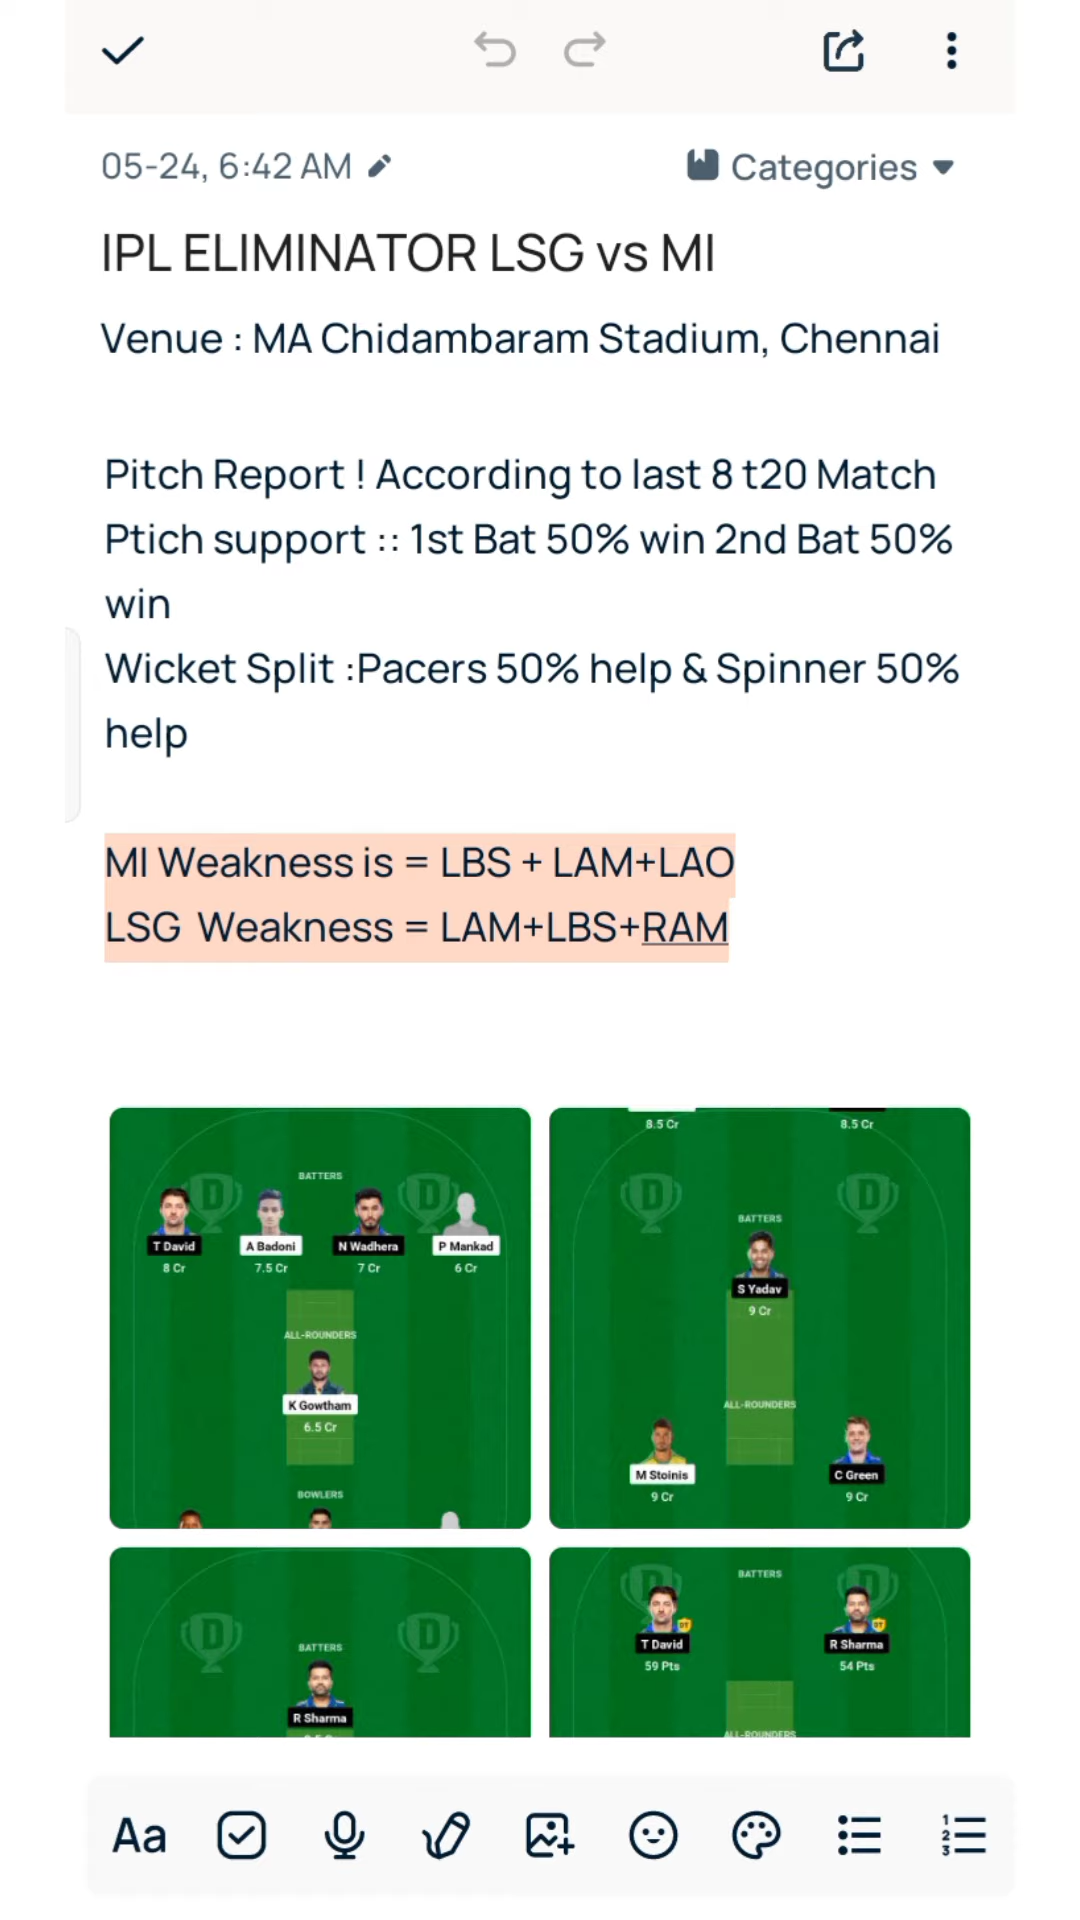 05-24, 6:42 AM
Categories
IPL ELIMINATOR LSG vs MI
Venue : MA Chidambaram Stadium, Chennai
Pitch Report ! According to last 8 t20 Match
Ptich support :: 1st Bat 50% win 2nd Bat 50%
win
Wicket Split :Pacers 50% help & Spinner 50%
help
MI Weakness is = LBS + LAM+LAO
LSG Weakness = LAM+LBS+RAM
BATTERS
T David
A Badoni
N Wadhera
P Mankad
8 Cr
7.5 Cr
7 Cr
6 Cr
ALL-ROUNDERS
K Gowtham
6.5 Cr
BOWLERS
8.5 Cr
8.5 Cr
BATTERS
S Yadav
9 Cr
ALL-ROUNDERS
M Stoinis
C Green
9 Cr
9 Cr
BATTERS
R Sharma
BATTERS
T David
R Sharma
59 Pts
54 Pts
ALL-ROUNDERS
Aa